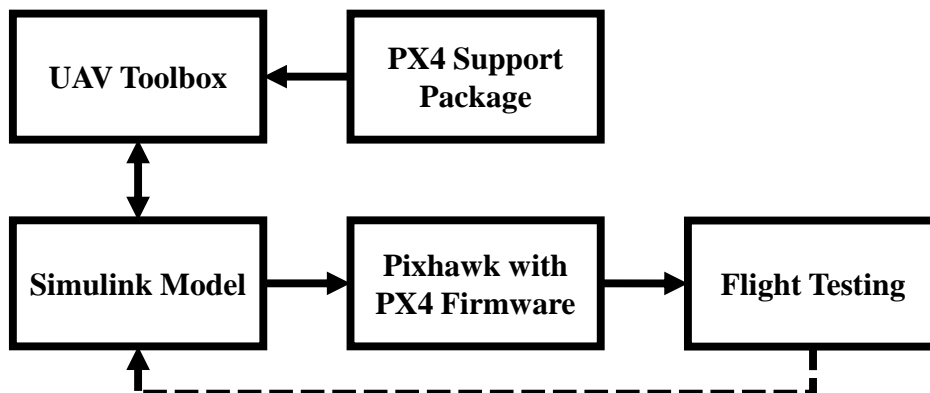 UAV Toolbox
PX4 Support
Package
Simulink Model
Pixhawk with
PX4 Firmware
Flight Testing